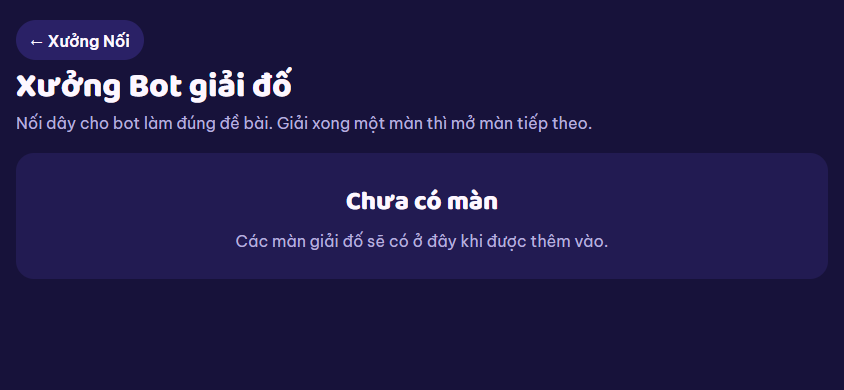 ← Xưởng Nối
Xưởng Bot giải đố
Nối dây cho bot làm đúng đề bài. Giải xong một màn thì mở màn tiếp theo.
Chưa có màn
Các màn giải đố sẽ có ở đây khi được thêm vào.